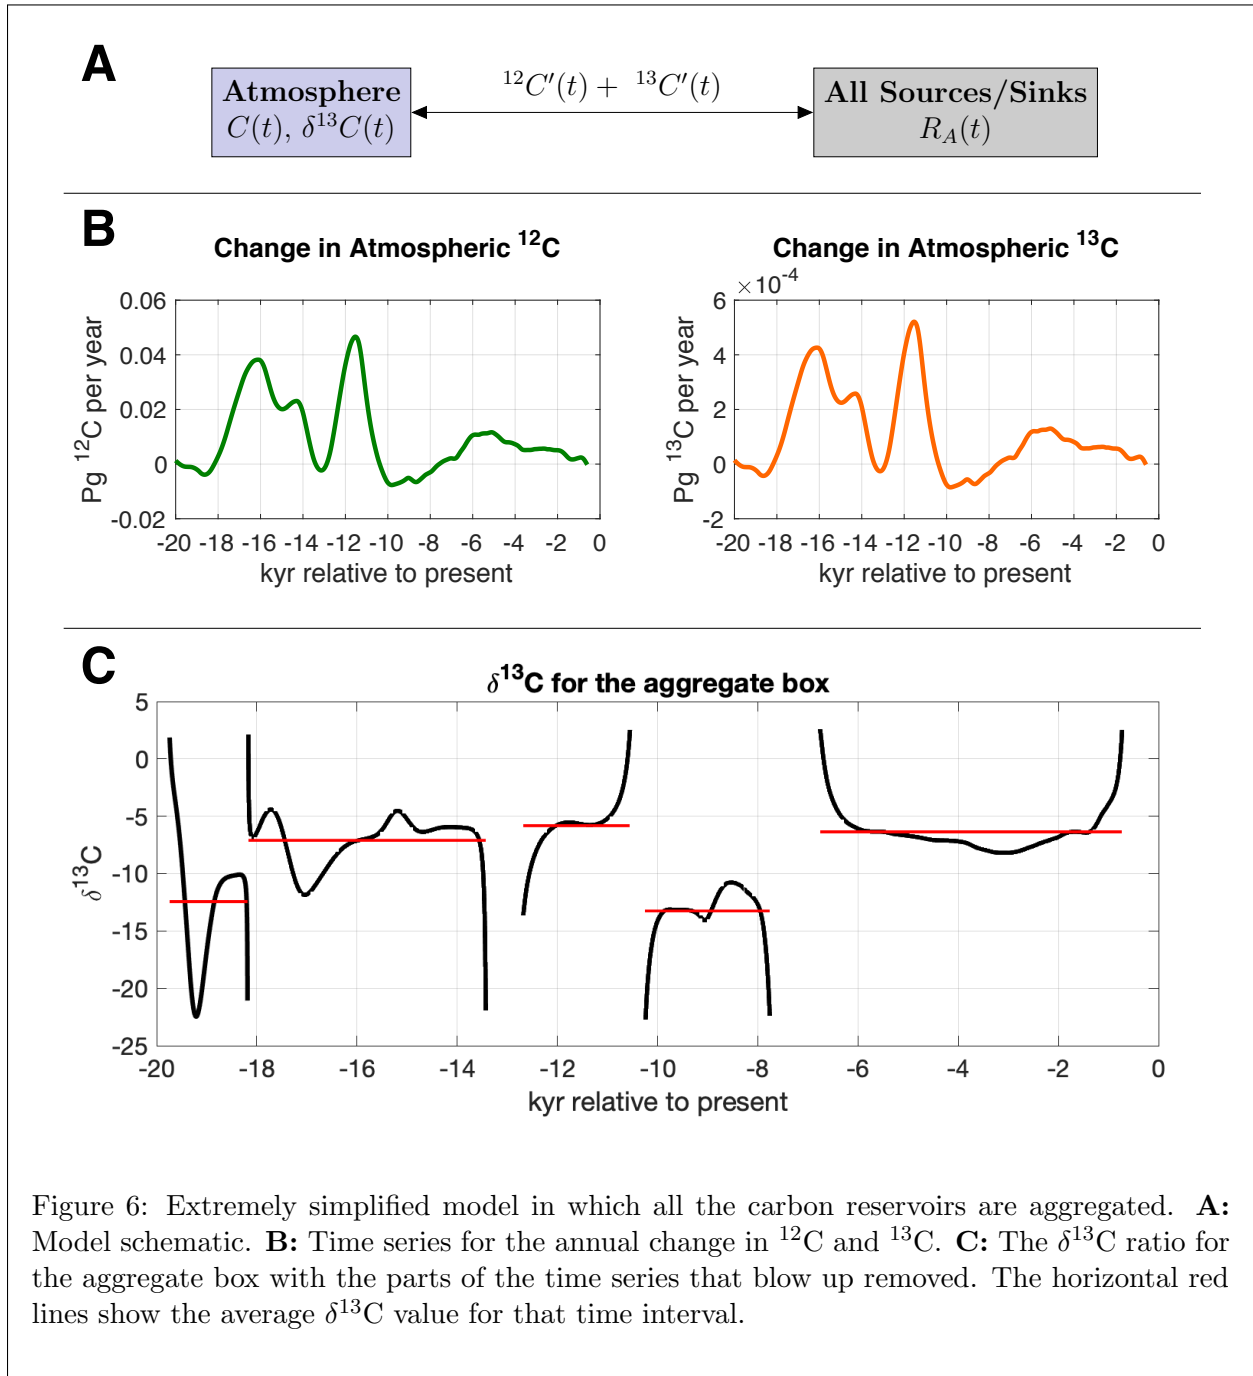 A
Atmosphere
C(t), δ¹³C(t)
¹²C′(t) + ¹³C′(t)
All Sources/Sinks
R_A(t)
B
Change in Atmospheric ¹²C
Pg ¹²C per year
0.06
0.04
0.02
0
-0.02
-20 -18 -16 -14 -12 -10 -8 -6 -4 -2 0
kyr relative to present
Change in Atmospheric ¹³C
×10⁻⁴
Pg ¹³C per year
6
4
2
0
-2
-20 -18 -16 -14 -12 -10 -8 -6 -4 -2 0
kyr relative to present
C
δ¹³C for the aggregate box
δ¹³C
5
0
-5
-10
-15
-20
-25
-20 -18 -16 -14 -12 -10 -8 -6 -4 -2 0
kyr relative to present
Figure 6: Extremely simplified model in which all the carbon reservoirs are aggregated. A:
Model schematic. B: Time series for the annual change in ¹²C and ¹³C. C: The δ¹³C ratio for
the aggregate box with the parts of the time series that blow up removed. The horizontal red
lines show the average δ¹³C value for that time interval.